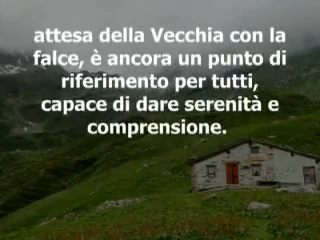 attesa della Vecchia con la
falce, è ancora un punto di
riferimento per tutti,
capace di dare serenità e
comprensione.